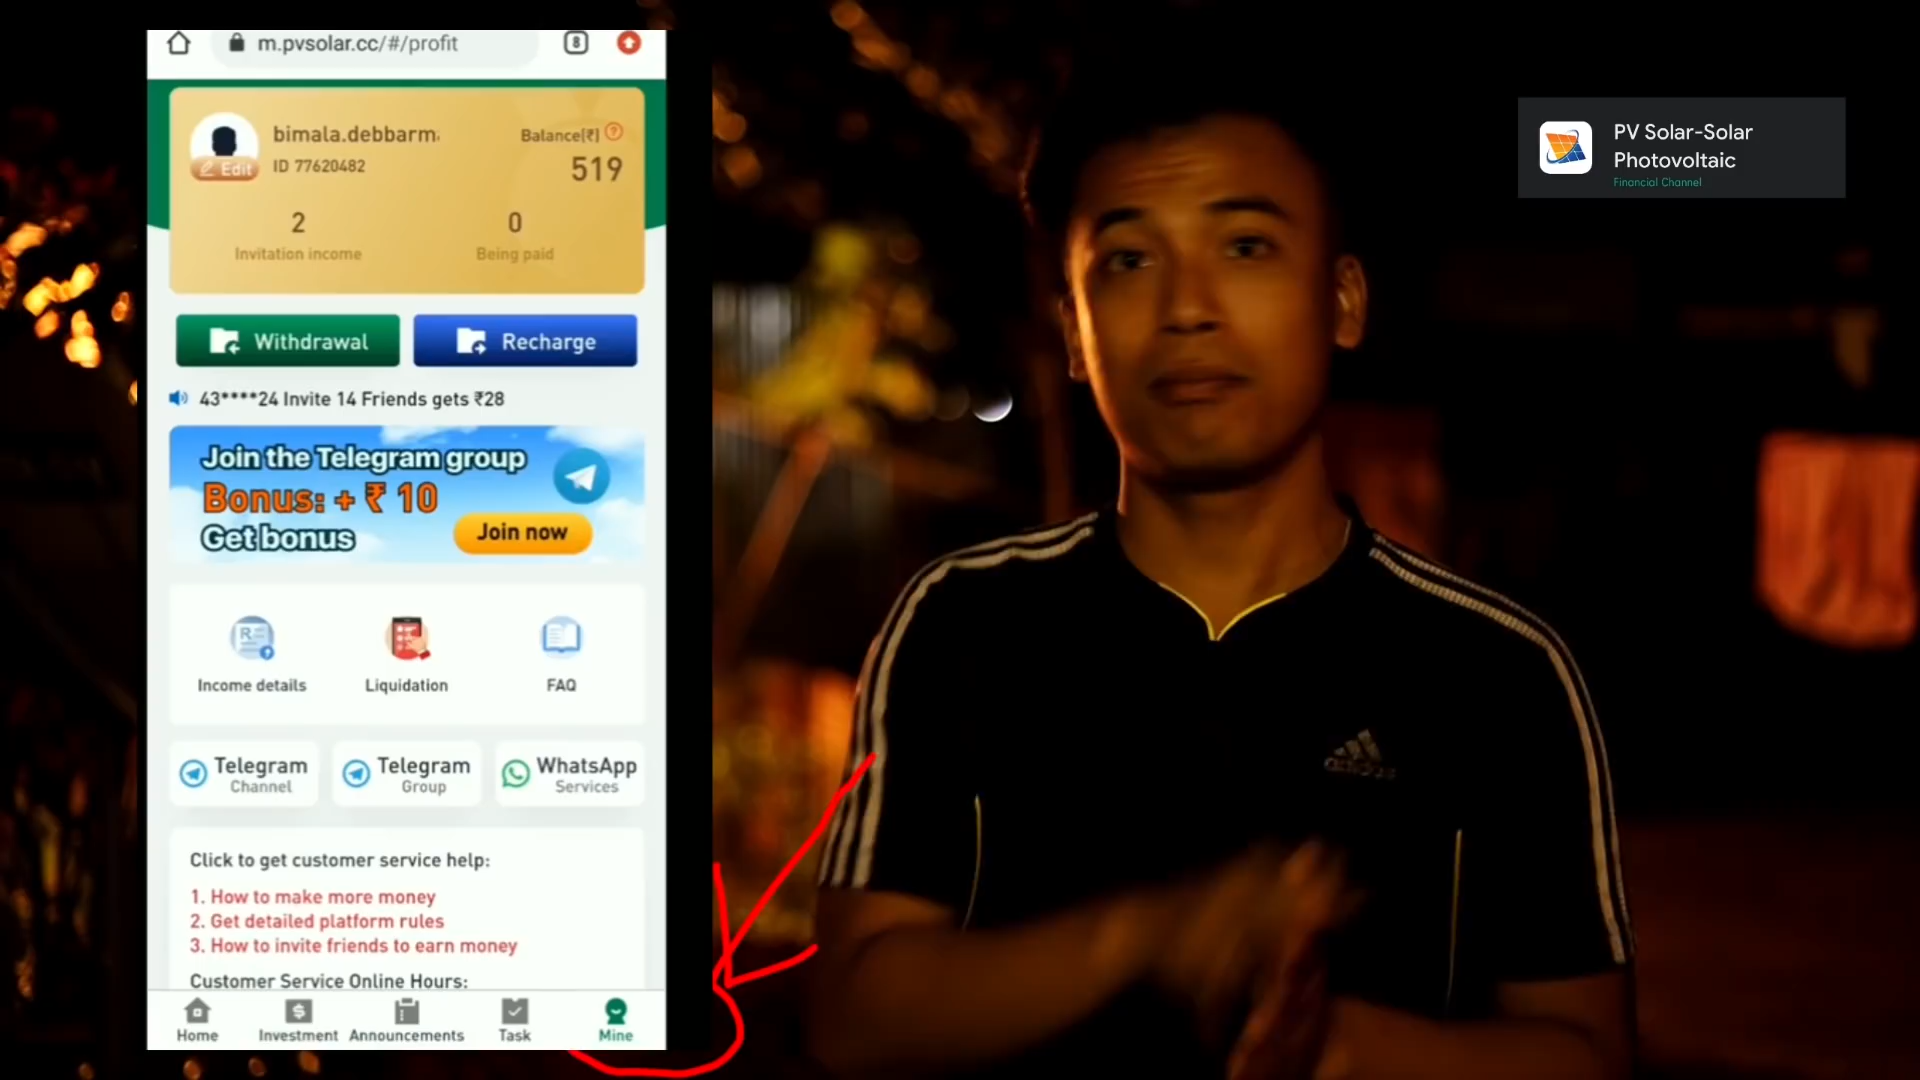 m.pvsolar.cc/#/profit
8
bimala.debbarma
Balance(₹) ?
Edit
ID 77620482
519
2
0
Invitation income
Being paid
Withdrawal
Recharge
43****24 Invite 14 Friends gets ₹28
Join the Telegram group
Bonus: + ₹ 10
Get bonus
Join now
Income details
Liquidation
FAQ
Telegram
Channel
Telegram
Group
WhatsApp
Services
Click to get customer service help:
1. How to make more money
2. Get detailed platform rules
3. How to invite friends to earn money
Customer Service Online Hours:
Home
Investment
Announcements
Task
Mine
PV Solar-Solar
Photovoltaic
Financial Channel
adidas